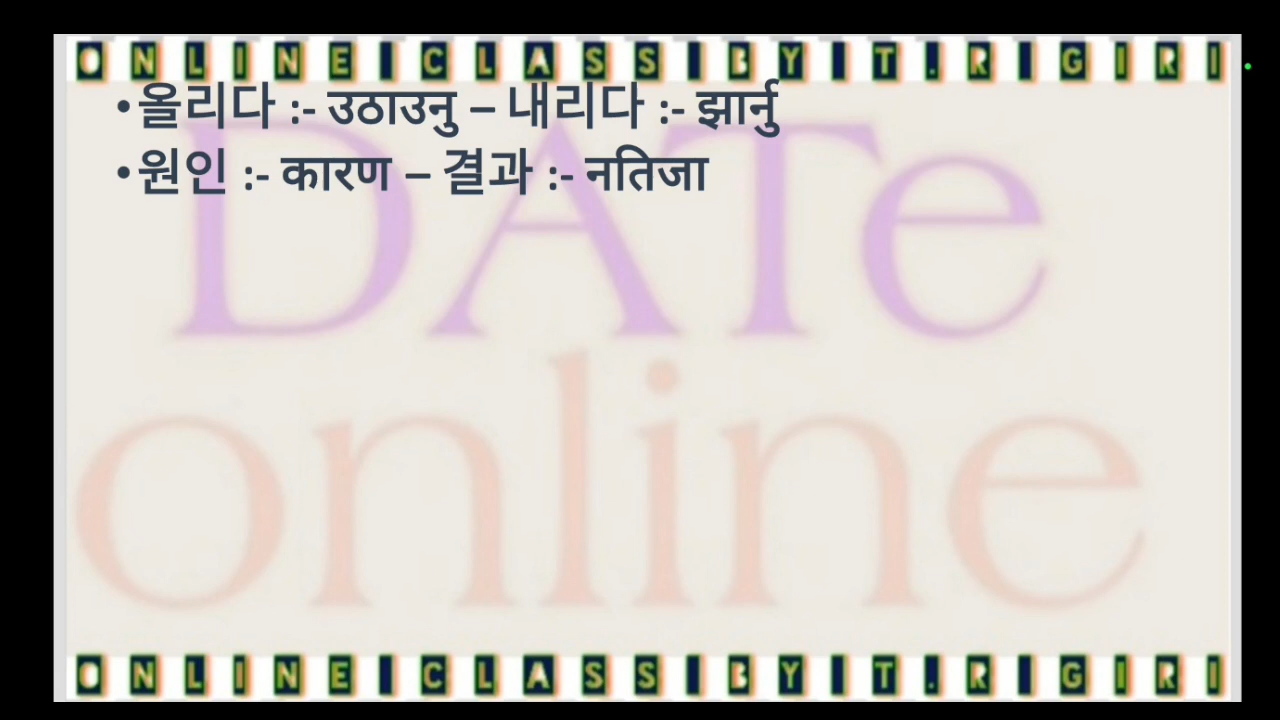 ONLINE CLASS BY T.R GIRI
•올리다 :- उठाउनु – 내리다 :- झार्नु
•원인 :- कारण – 결과 :- नतिजा
DATe
online
ONLINE CLASS BY T.R GIRI